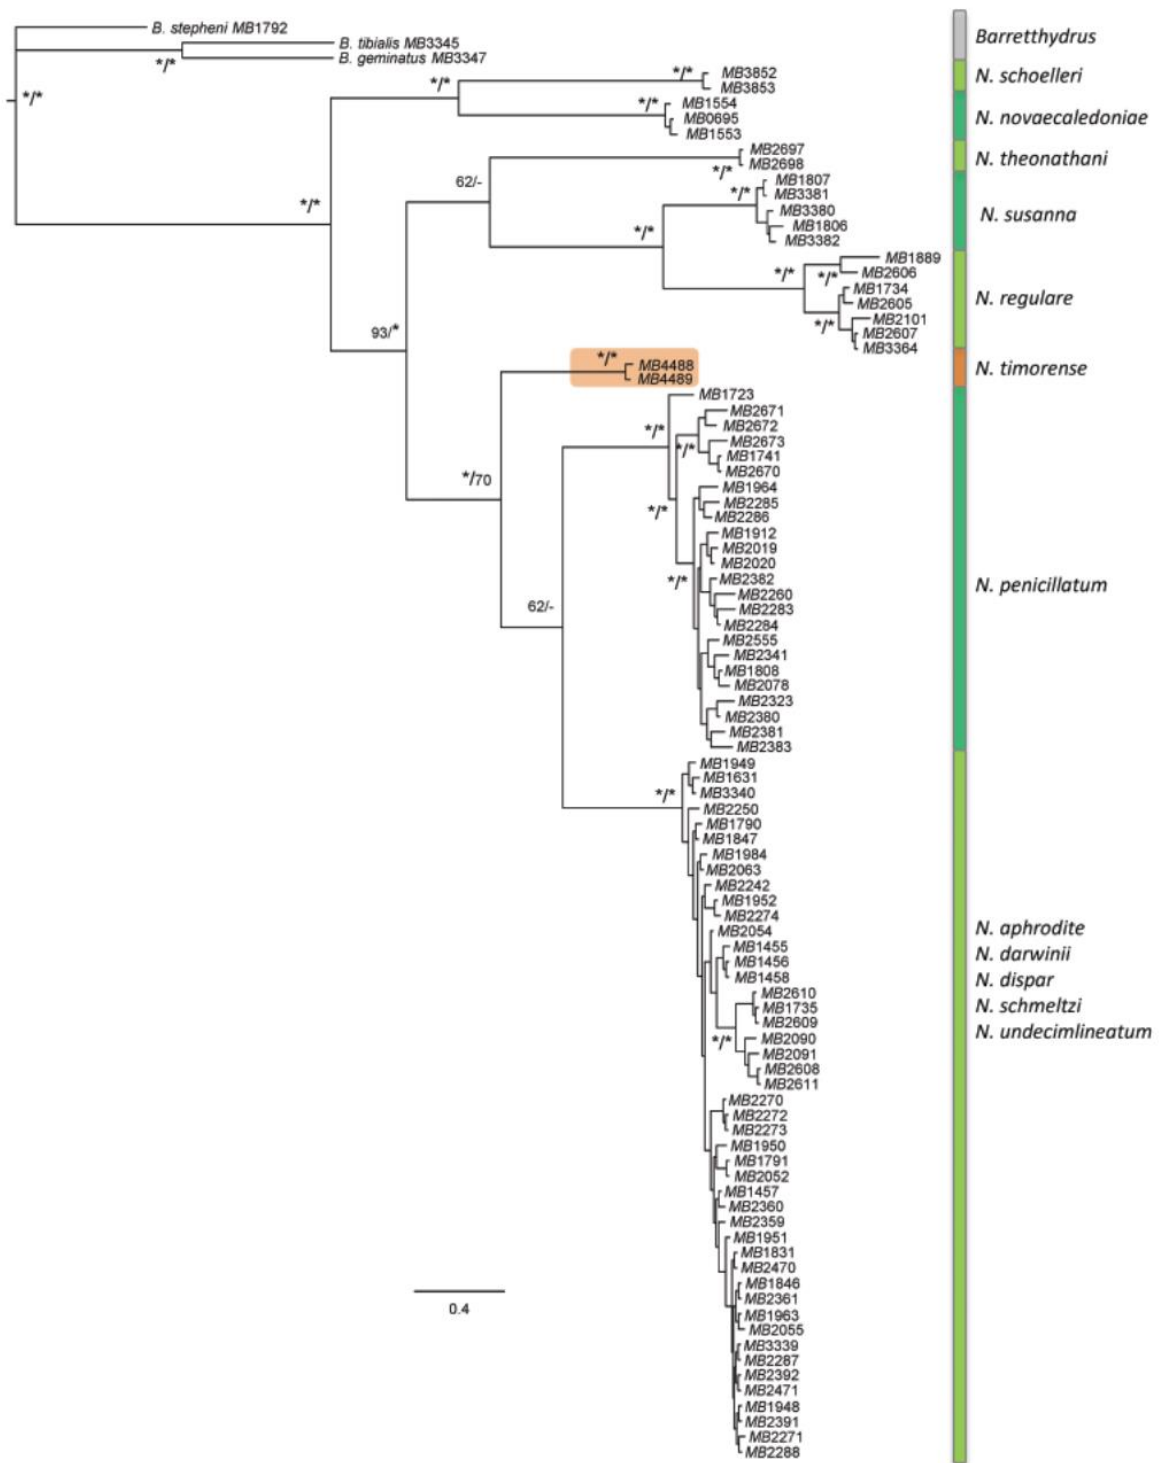 B. stepheni MB1792
Barretthydrus
B. tibialis MB3345
B. geminatus MB3347
*/*
*/*
*/*
MB3852
N. schoelleri
*/*
MB3853
*/*
MB1554
MB0695
N. novaecaledoniae
MB1553
MB2697
N. theonathani
MB2698
*/*
62/-
MB1807
*/*
MB3381
*/*
MB3380
N. susanna
MB1806
*/*
MB3382
MB1889
*/*
MB2606
*/*
MB1734
N. regulare
MB2605
MB2101
*/*
93/*
MB2607
MB3364
*/*
MB4488
N. timorense
MB4489
MB1723
MB2671
MB2672
*/*
MB2673
*/*
MB1741
MB2670
*/70
MB1964
MB2285
*/*
MB2286
MB1912
MB2019
MB2020
MB2382
*/*
N. penicillatum
MB2260
62/-
MB2283
MB2284
MB2555
MB2341
MB1808
MB2078
MB2323
MB2380
MB2381
MB2383
MB1949
MB1631
*/*
MB3340
MB2250
MB1790
MB1847
MB1984
MB2063
MB2242
MB1952
MB2274
N. aphrodite
MB2054
MB1455
N. darwinii
MB1456
MB1458
N. dispar
MB2610
MB1735
N. schmeltzi
MB2609
N. undecimlineatum
MB2090
*/*
MB2091
MB2608
MB2611
MB2270
MB2272
MB2273
MB1950
MB1791
MB2052
MB1457
MB2360
MB2359
MB1951
MB1831
MB2470
MB1846
MB2361
0.4
MB1963
MB2055
MB3339
MB2287
MB2392
MB2471
MB1948
MB2391
MB2271
MB2288